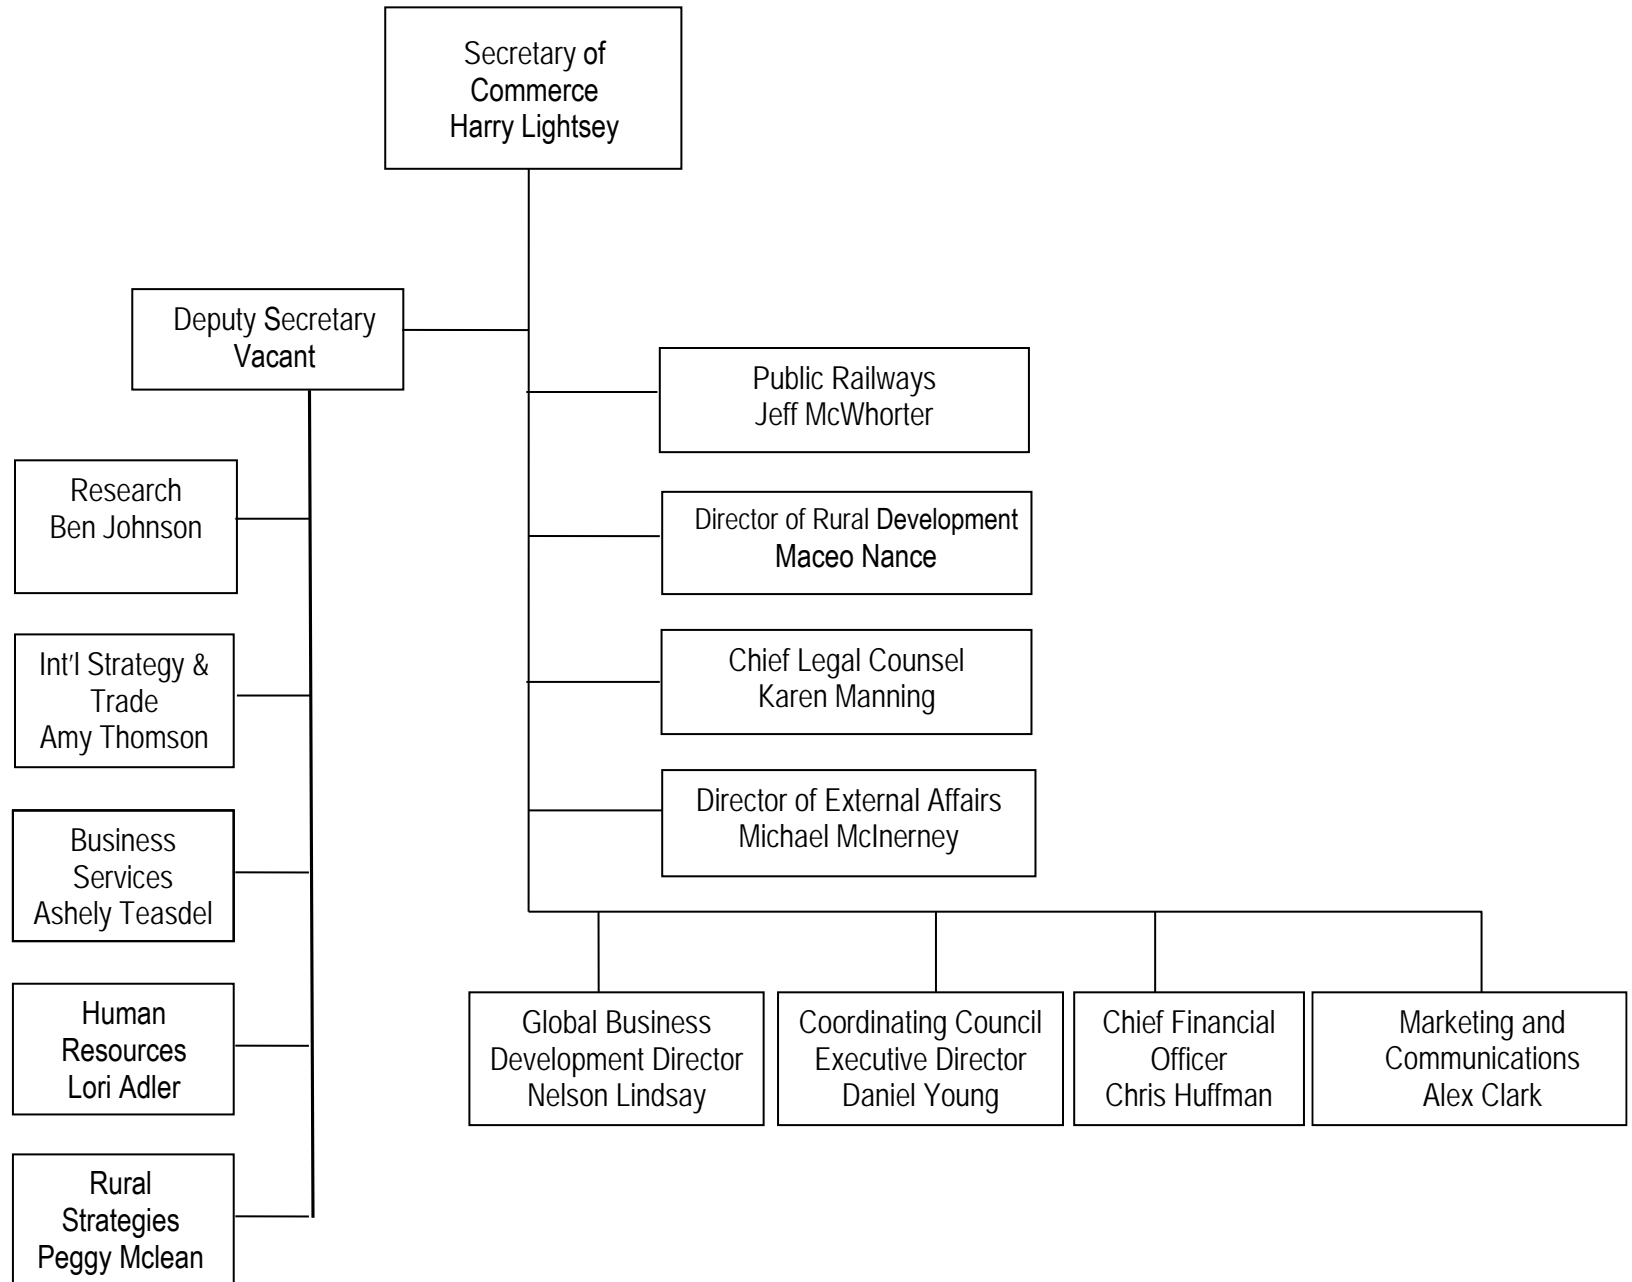 Secretary of
Commerce
Harry Lightsey
Deputy Secretary
Vacant
Public Railways
Jeff McWhorter
Research
Ben Johnson
Director of Rural Development
Maceo Nance
Int'l Strategy &
Trade
Amy Thomson
Chief Legal Counsel
Karen Manning
Director of External Affairs
Michael McInerney
Business
Services
Ashely Teasdel
Human
Resources
Lori Adler
Global Business
Development Director
Nelson Lindsay
Coordinating Council
Executive Director
Daniel Young
Chief Financial
Officer
Chris Huffman
Marketing and
Communications
Alex Clark
Rural
Strategies
Peggy Mclean